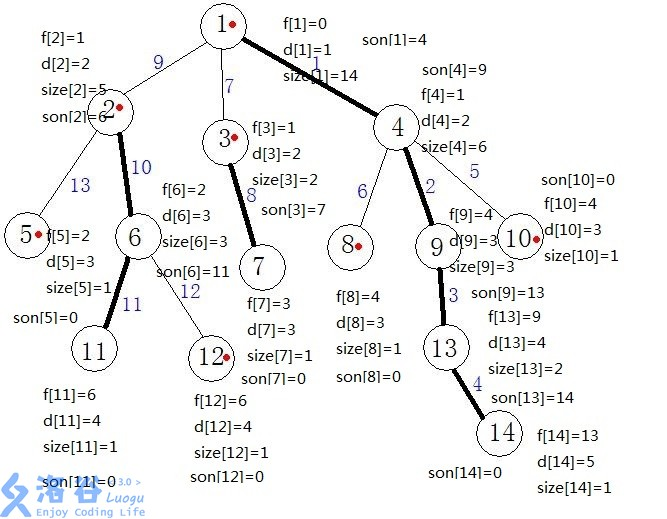 1
f[1]=0
d[1]=1
size[1]=14
son[1]=4
f[2]=1
d[2]=2
size[2]=5
son[2]=6
9
7
1
2
3
f[3]=1
d[3]=2
size[3]=2
son[3]=7
4
son[4]=9
f[4]=1
d[4]=2
size[4]=6
13
10
8
6
2
5
5
f[5]=2
d[5]=3
size[5]=1
son[5]=0
6
f[6]=2
d[6]=3
size[6]=3
son[6]=11
7
f[7]=3
d[7]=3
size[7]=1
son[7]=0
8
f[8]=4
d[8]=3
size[8]=1
son[8]=0
9
f[9]=4
d[9]=3
size[9]=3
son[9]=13
10
son[10]=0
f[10]=4
d[10]=3
size[10]=1
11
12
3
11
f[11]=6
d[11]=4
size[11]=1
son[11]=0
12
f[12]=6
d[12]=4
size[12]=1
son[12]=0
13
f[13]=9
d[13]=4
size[13]=2
son[13]=14
4
14
f[14]=13
d[14]=5
size[14]=1
son[14]=0
洛谷
3.0 >
Luogu
Enjoy Coding Life